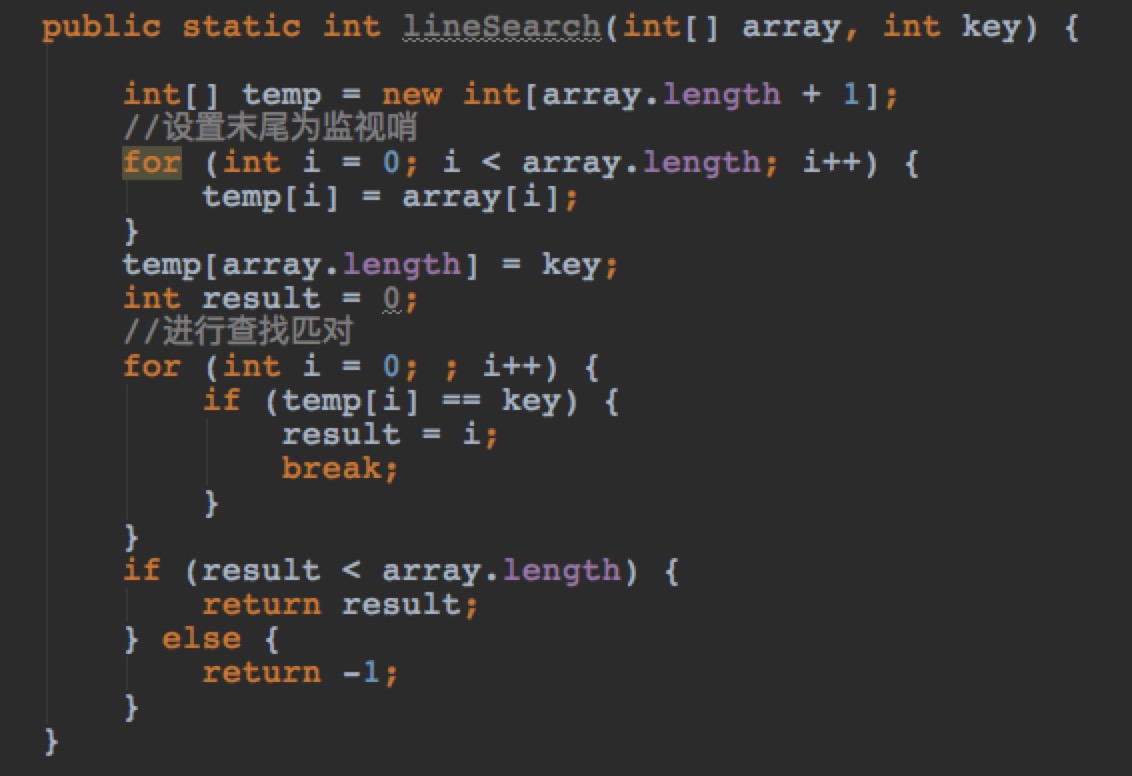 public static int lineSearch(int[] array, int key) {
int[] temp = new int[array.length + 1];
//设置末尾为监视哨
for (int i = 0; i < array.length; i++) {
temp[i] = array[i];
}
temp[array.length] = key;
int result = 0;
//进行查找匹对
for (int i = 0; ; i++) {
if (temp[i] == key) {
result = i;
break;
}
}
if (result < array.length) {
return result;
} else {
return -1;
}
}